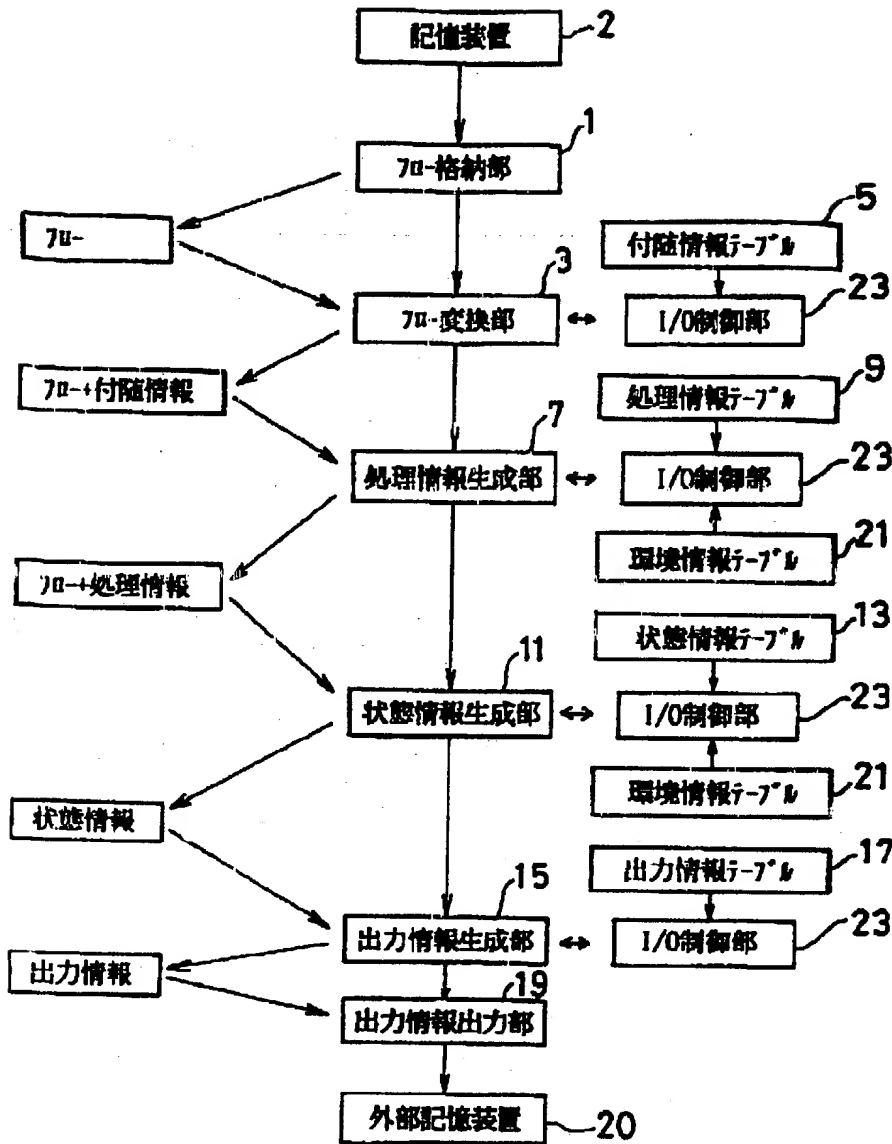 記憶装置 2
1
ﾌﾛｰ格納部
ﾌﾛｰ
5
付随情報ﾃｰﾌﾞﾙ
3
23
ﾌﾛｰ変換部 ↔ I/O制御部
ﾌﾛｰ+付随情報
9
処理情報ﾃｰﾌﾞﾙ
7
処理情報生成部 ↔ I/O制御部 23
ﾌﾛｰ+処理情報
環境情報ﾃｰﾌﾞﾙ 21
状態情報ﾃｰﾌﾞﾙ 13
11
状態情報生成部 ↔ I/O制御部 23
環境情報ﾃｰﾌﾞﾙ 21
状態情報
出力情報ﾃｰﾌﾞﾙ 17
15
出力情報生成部 ↔ I/O制御部 23
出力情報
19
出力情報出力部
外部記憶装置 20